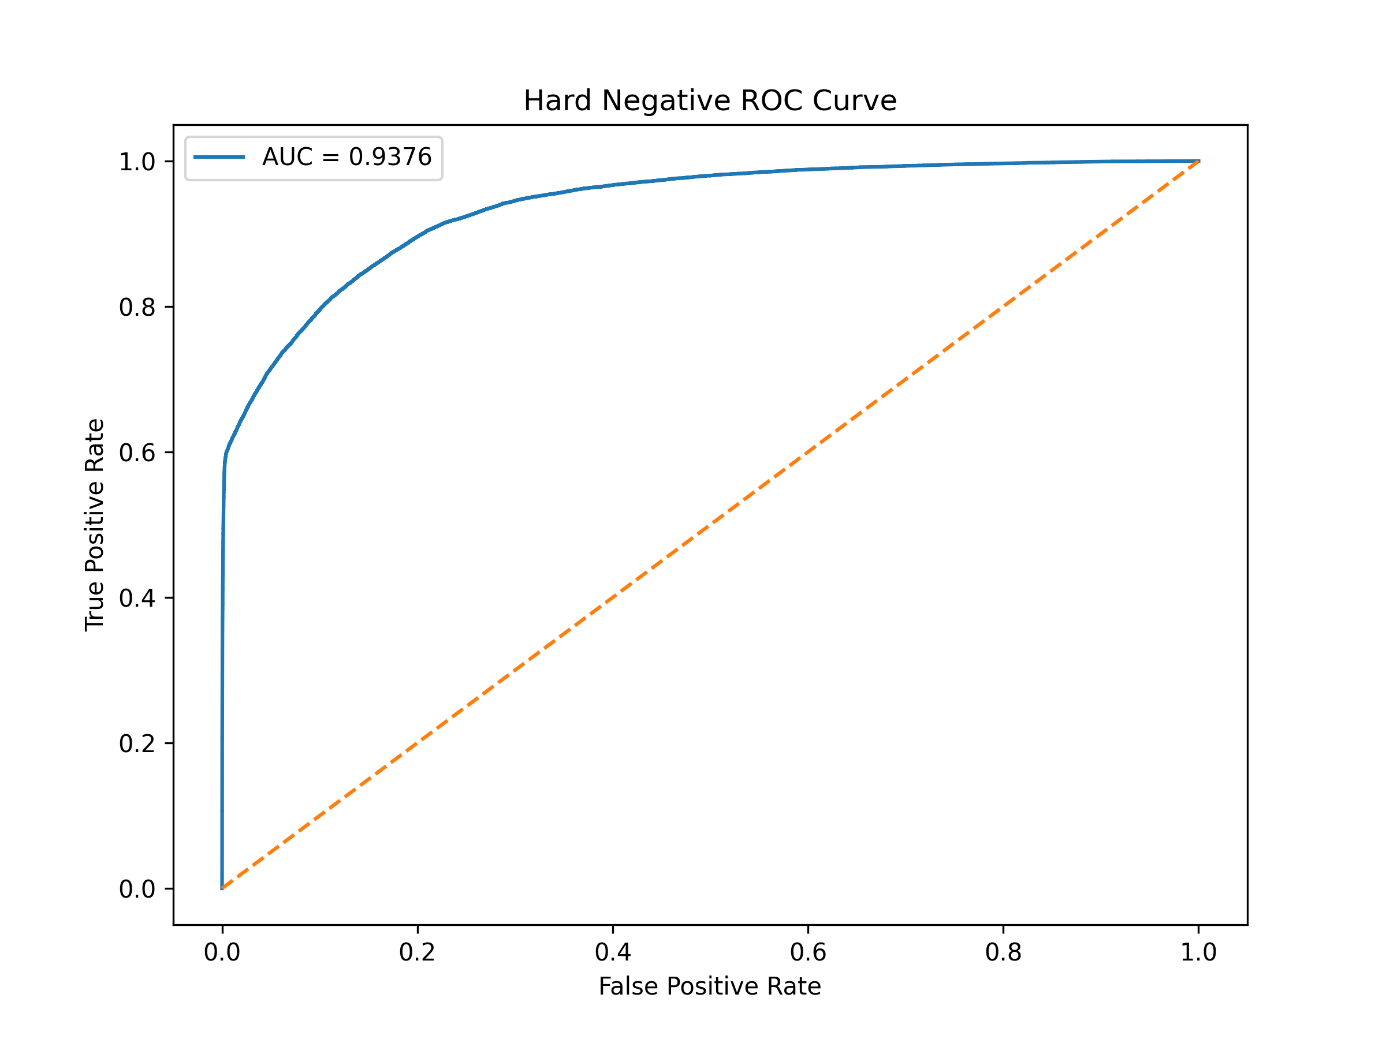 Hard Negative ROC Curve
AUC = 0.9376
1.0
0.8
0.6
0.4
0.2
0.0
True Positive Rate
0.0 0.2 0.4 0.6 0.8 1.0
False Positive Rate